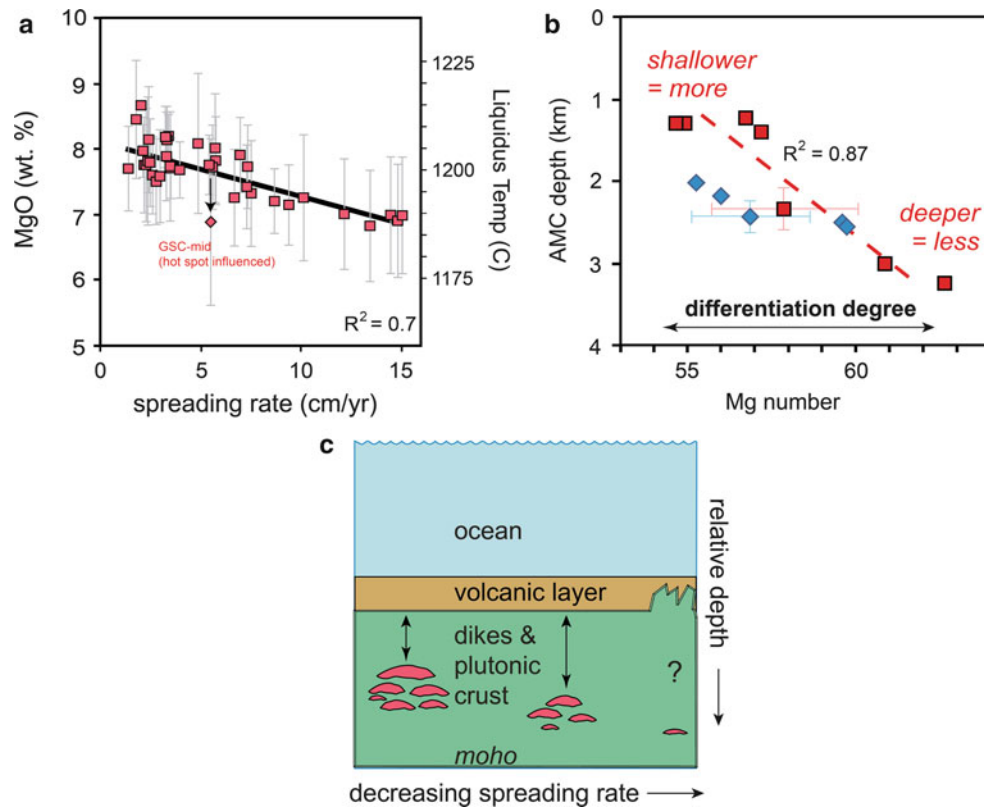 a
10
9
8
7
6
5
MgO (wt. %)
1225
1200
1175
Liquidus Temp (C)
GSC-mid
(hot spot influenced)
R² = 0.7
0
5
10
15
spreading rate (cm/yr)
b
0
1
2
3
4
AMC depth (km)
shallower
= more
R² = 0.87
deeper
= less
differentiation degree
55
60
Mg number
c
ocean
volcanic layer
dikes &
plutonic
crust
?
moho
relative depth
decreasing spreading rate